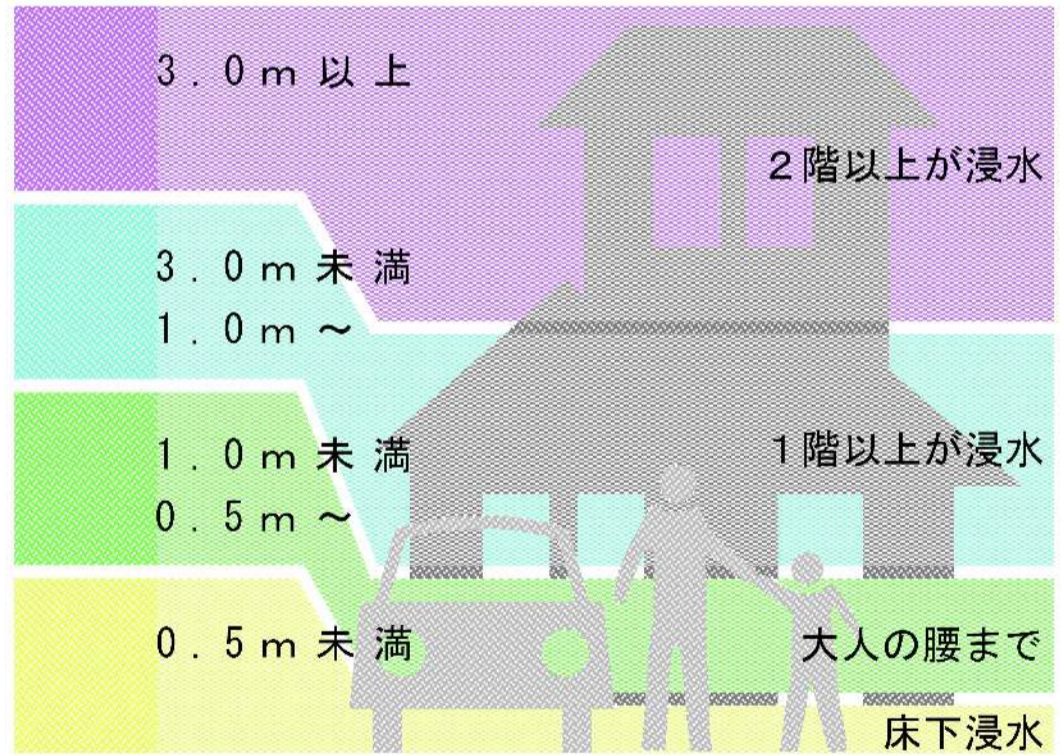 3.0m以上
2階以上が浸水
3.0m未満
1.0m～
1階以上が浸水
1.0m未満
0.5m～
大人の腰まで
0.5m未満
床下浸水